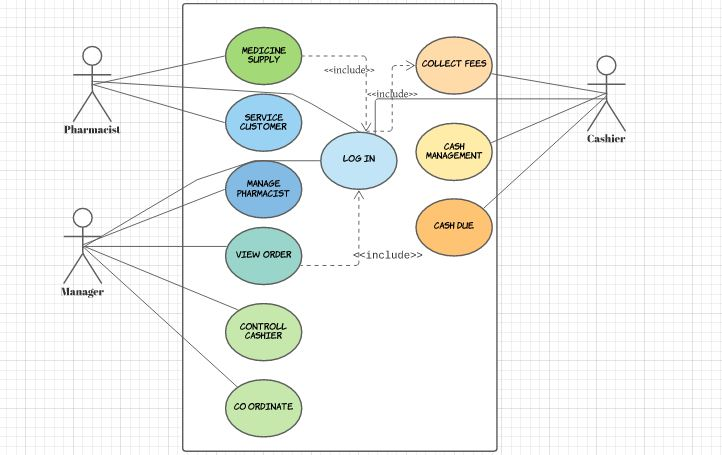 MEDICINE
SUPPLY
COLLECT FEES
<<include>>
<<include>>
Pharmacist
SERVICE
CUSTOMER
Cashier
LOG IN
CASH
MANAGEMENT
MANAGE
PHARMACIST
CASH DUE
VIEW ORDER
<<include>>
Manager
CONTROLL
CASHIER
CO ORDINATE